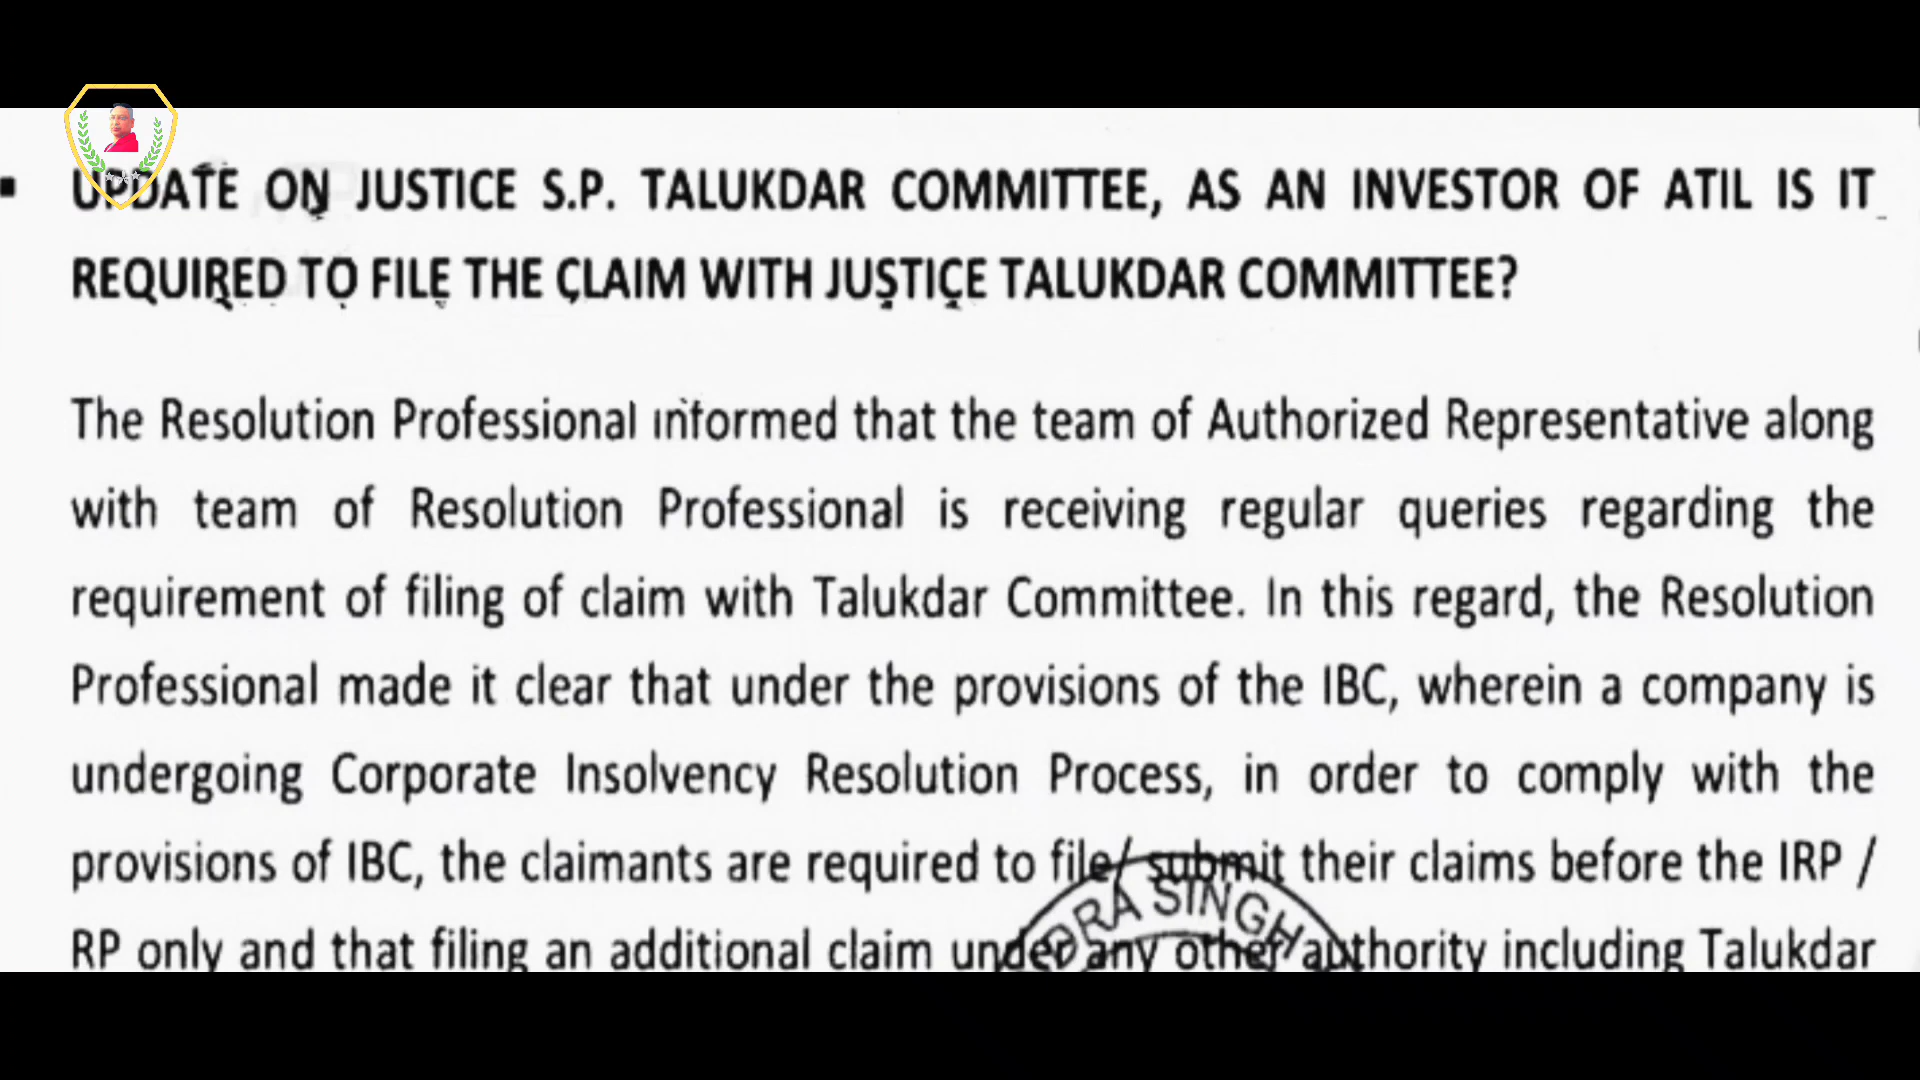 UPDATE ON JUSTICE S.P. TALUKDAR COMMITTEE, AS AN INVESTOR OF ATIL IS IT
REQUIRED TO FILE THE CLAIM WITH JUSTICE TALUKDAR COMMITTEE?
The Resolution Professional informed that the team of Authorized Representative along
with team of Resolution Professional is receiving regular queries regarding the
requirement of filing of claim with Talukdar Committee. In this regard, the Resolution
Professional made it clear that under the provisions of the IBC, wherein a company is
undergoing Corporate Insolvency Resolution Process, in order to comply with the
provisions of IBC, the claimants are required to file/ submit their claims before the IRP /
RP only and that filing an additional claim under any other authority including Talukdar
SINGH